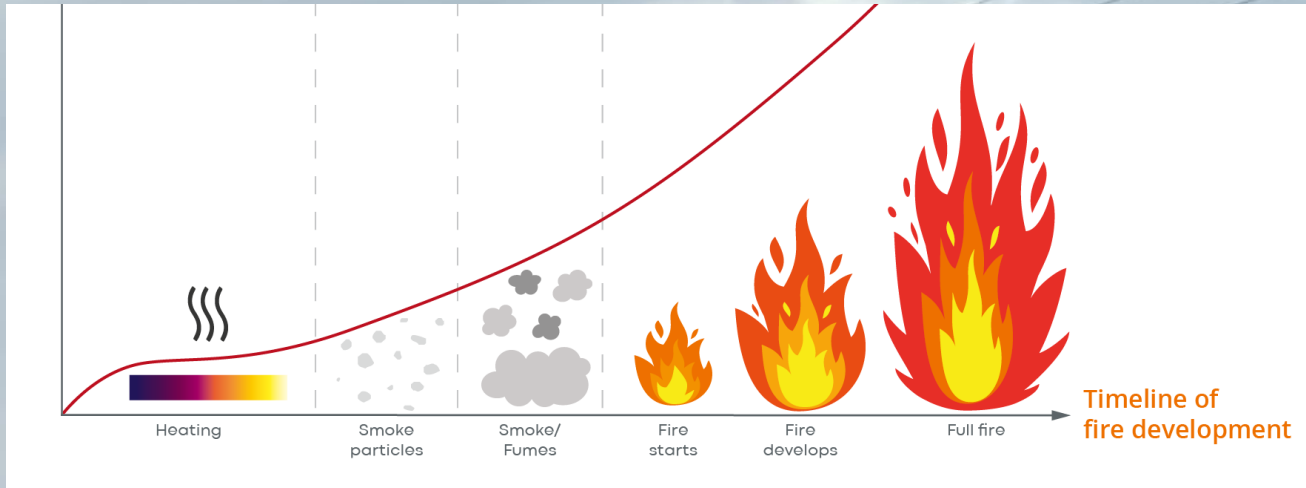 Timeline of
fire development
Heating
Smoke
particles
Smoke/
Fumes
Fire
starts
Fire
develops
Full fire